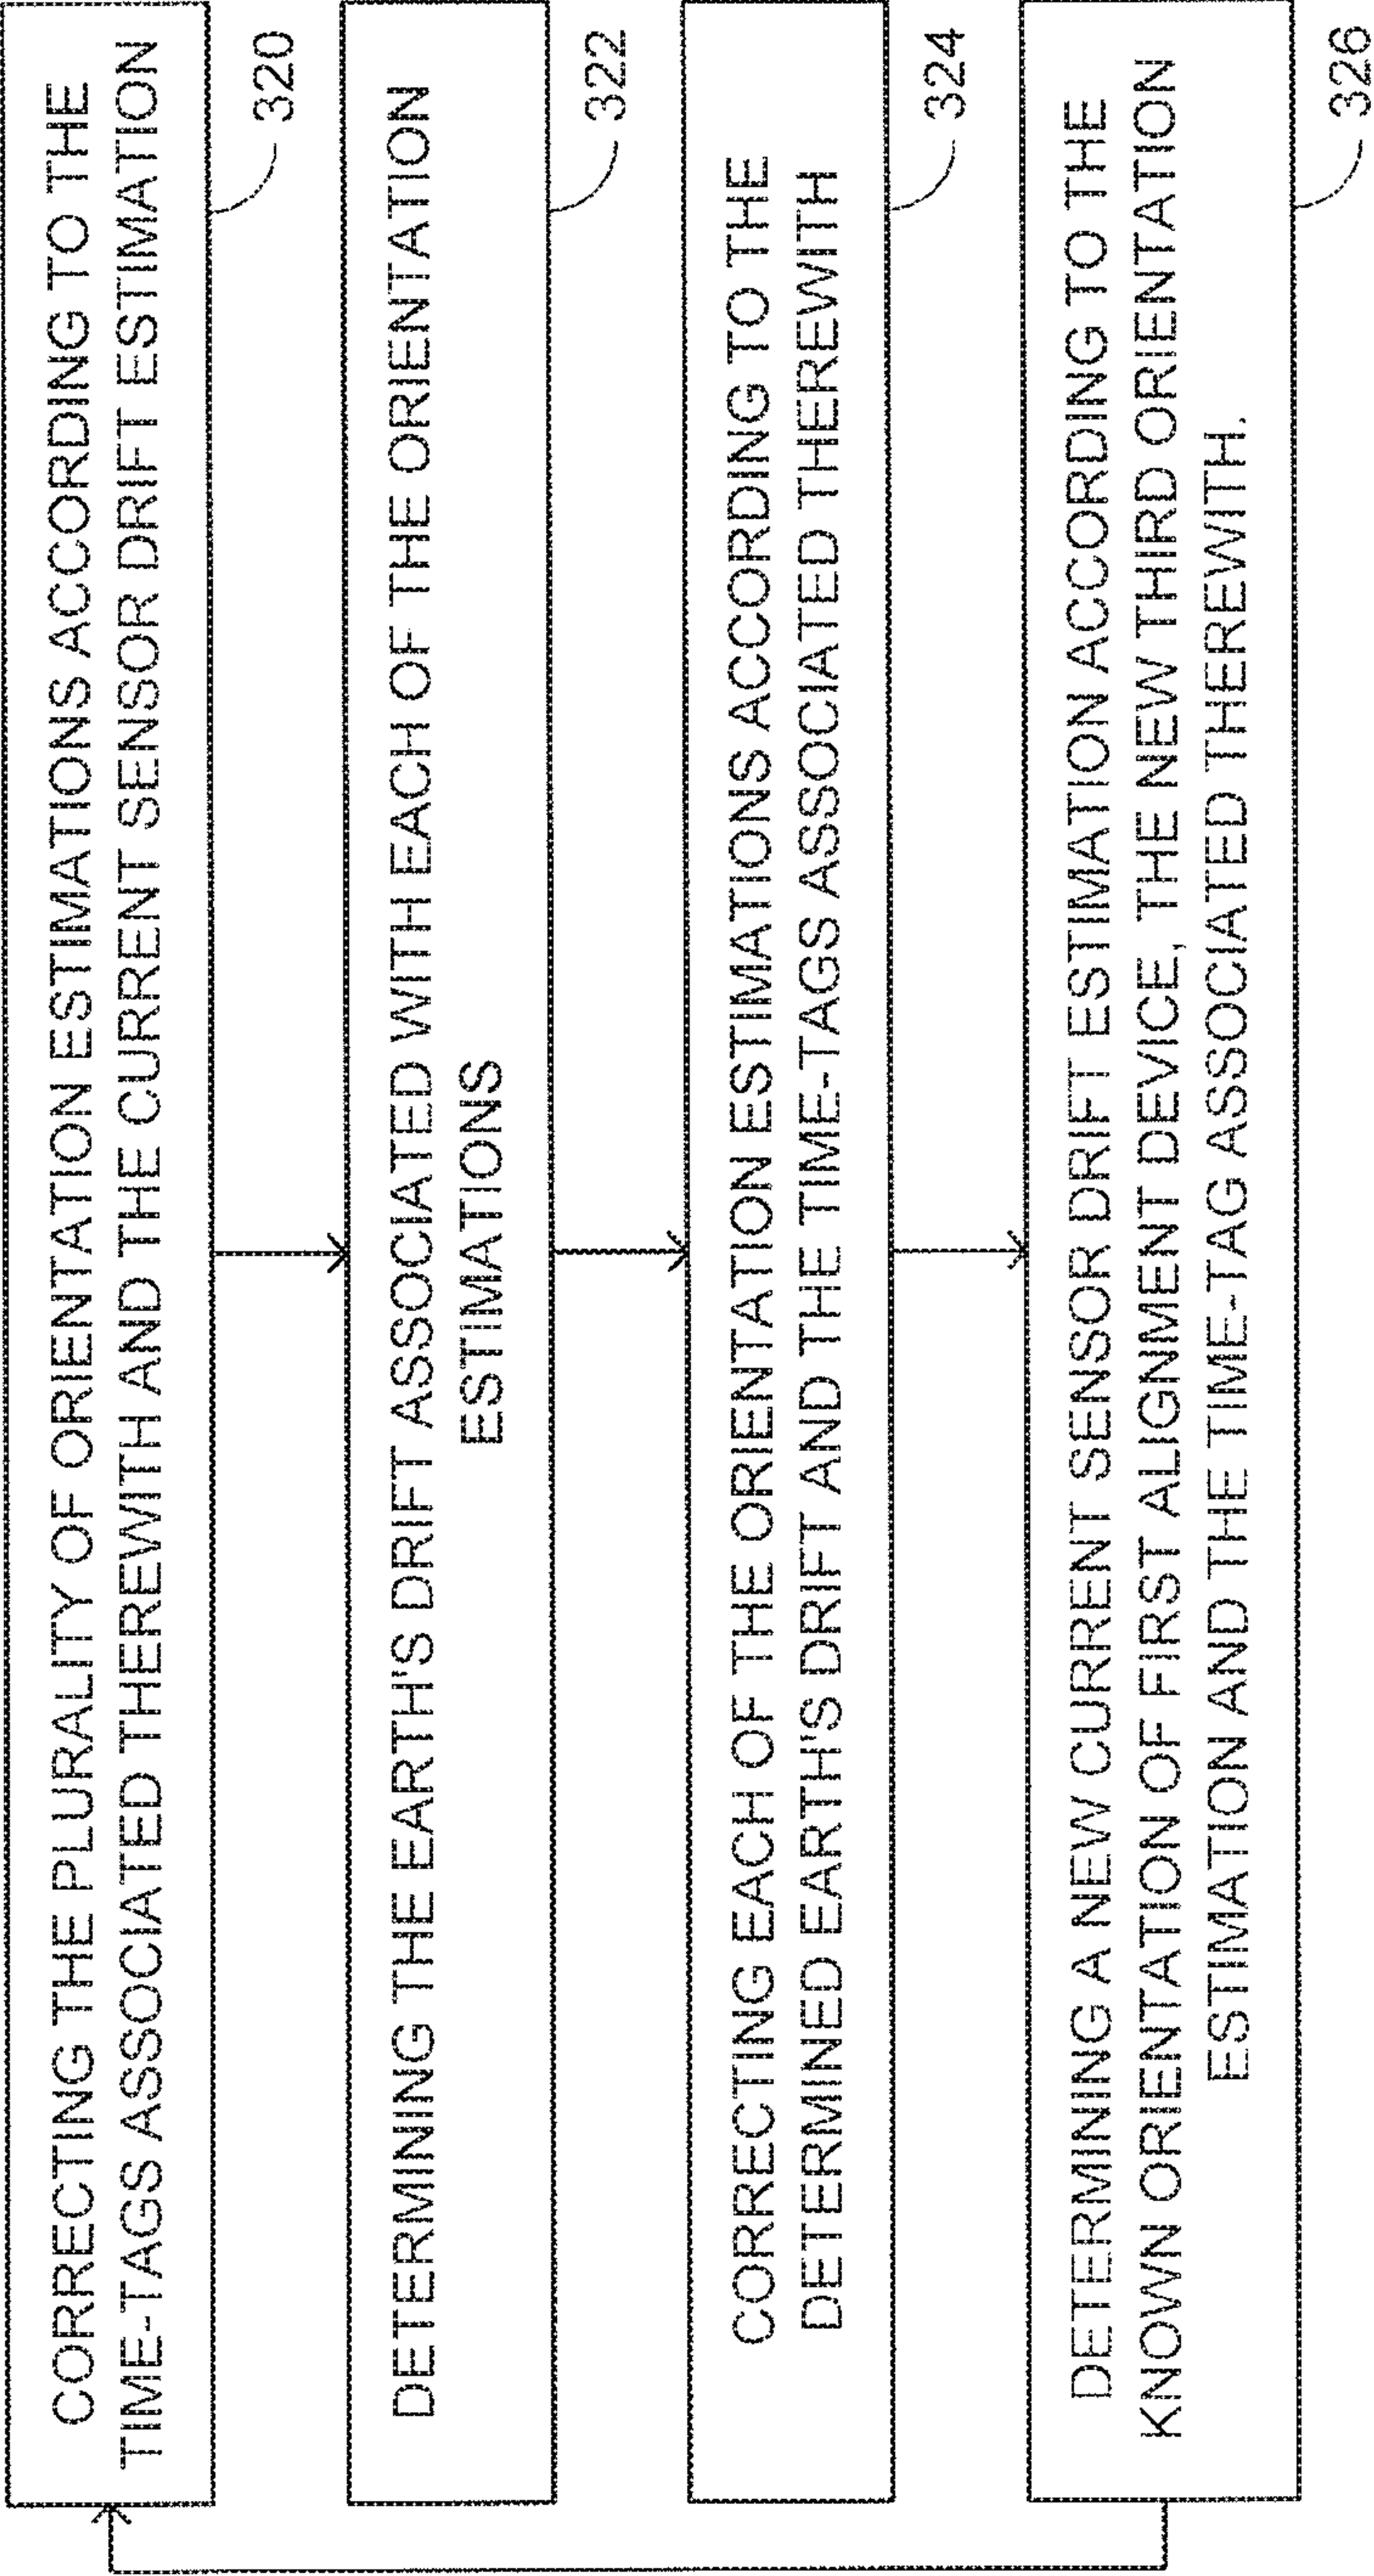 CORRECTING THE PLURALITY OF ORIENTATION ESTIMATIONS ACCORDING TO THE
TIME-TAGS ASSOCIATED THEREWITH AND THE CURRENT SENSOR DRIFT ESTIMATION
320
DETERMINING THE EARTH'S DRIFT ASSOCIATED WITH EACH OF THE ORIENTATION
ESTIMATIONS
322
CORRECTING EACH OF THE ORIENTATION ESTIMATIONS ACCORDING TO THE
DETERMINED EARTH'S DRIFT AND THE TIME-TAGS ASSOCIATED THEREWITH
324
DETERMINING A NEW CURRENT SENSOR DRIFT ESTIMATION ACCORDING TO THE
KNOWN ORIENTATION OF FIRST ALIGNMENT DEVICE, THE NEW THIRD ORIENTATION
ESTIMATION AND THE TIME-TAG ASSOCIATED THEREWITH.
326